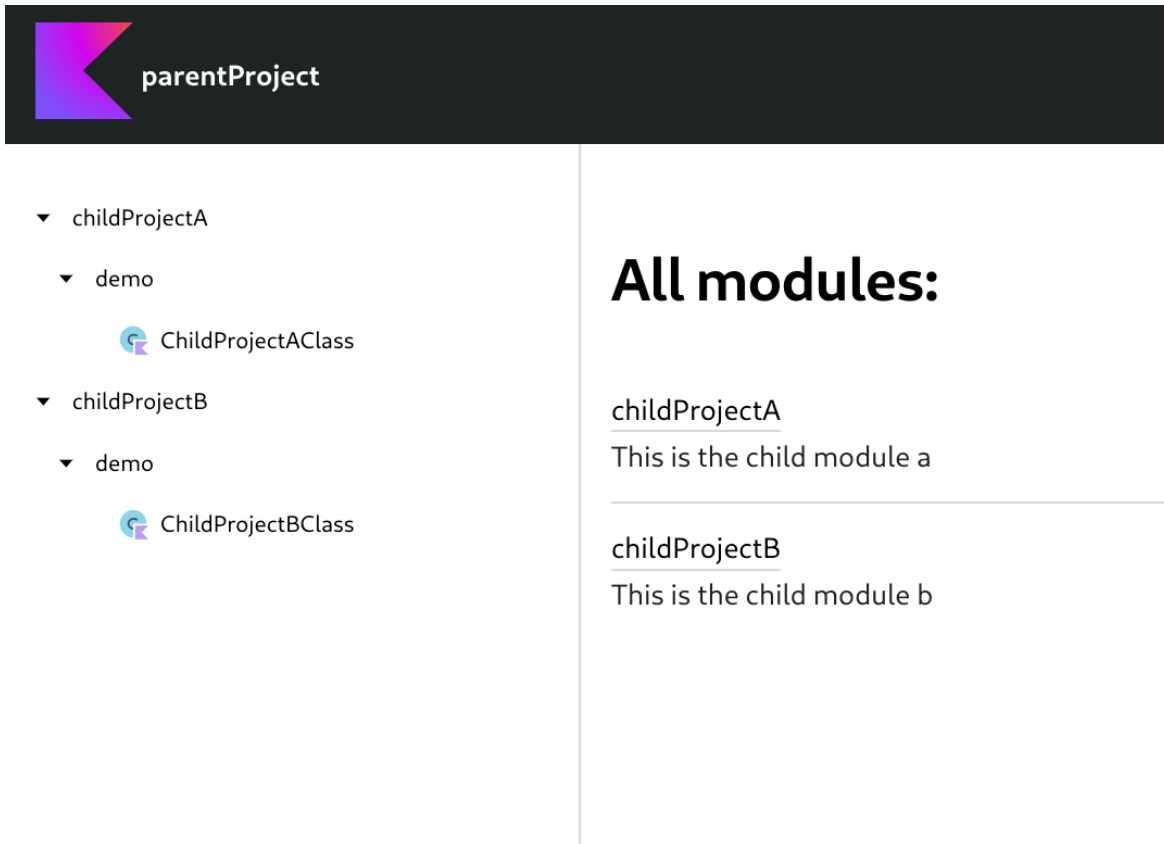 parentProject
childProjectA
demo
ChildProjectAClass
childProjectB
demo
ChildProjectBClass
All modules:
childProjectA
This is the child module a
childProjectB
This is the child module b